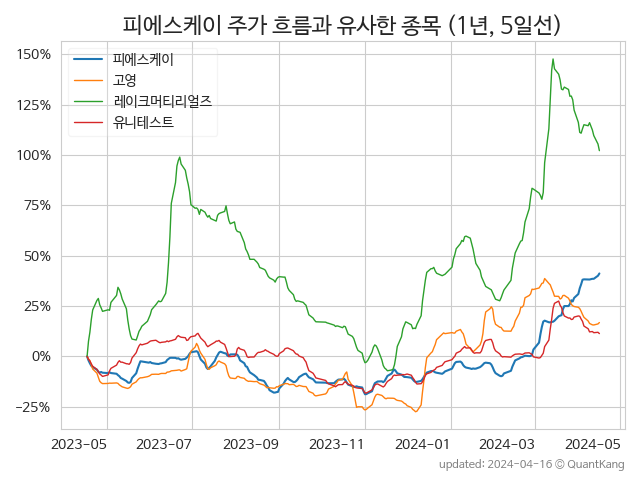 피에스케이 주가 흐름과 유사한 종목 (1년, 5일선)
피에스케이
고영
레이크머티리얼즈
유니테스트
150%
125%
100%
75%
50%
25%
0%
−25%
2023-05 2023-07 2023-09 2023-11 2024-01 2024-03 2024-05
updated: 2024-04-16 © QuantKang